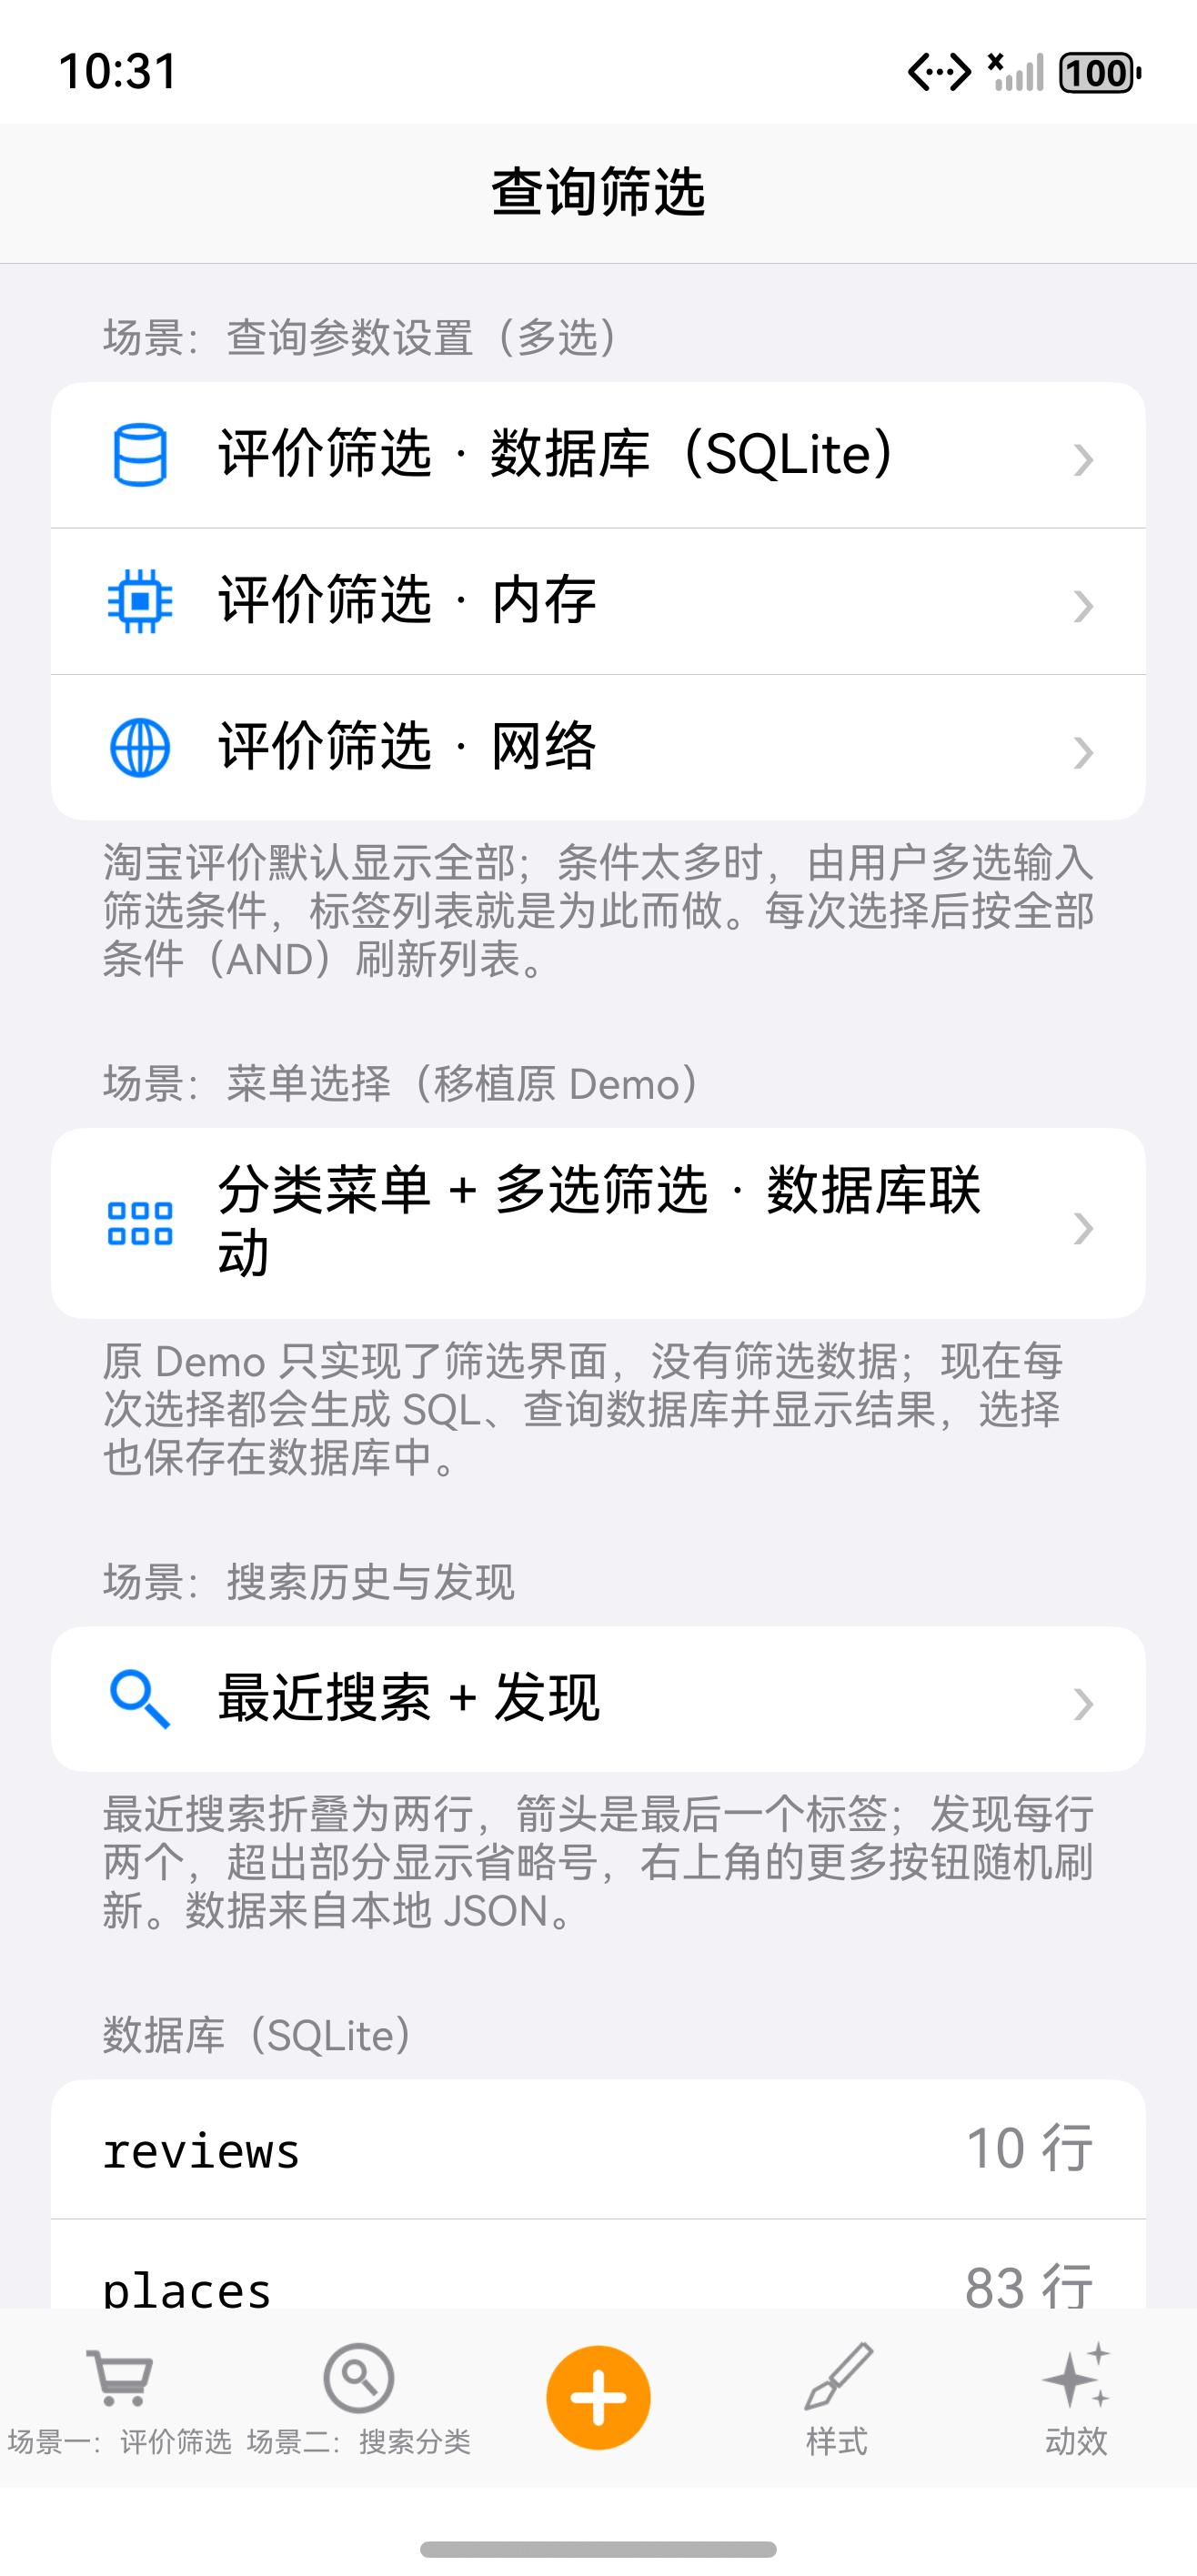 10:31
100
查询筛选
场景：查询参数设置（多选）
评价筛选 · 数据库（SQLite）
评价筛选 · 内存
评价筛选 · 网络
淘宝评价默认显示全部；条件太多时，由用户多选输入
筛选条件，标签列表就是为此而做。每次选择后按全部
条件（AND）刷新列表。
场景：菜单选择（移植原 Demo）
分类菜单 + 多选筛选 · 数据库联
动
原 Demo 只实现了筛选界面，没有筛选数据；现在每
次选择都会生成 SQL、查询数据库并显示结果，选择
也保存在数据库中。
场景：搜索历史与发现
最近搜索 + 发现
最近搜索折叠为两行，箭头是最后一个标签；发现每行
两个，超出部分显示省略号，右上角的更多按钮随机刷
新。数据来自本地 JSON。
数据库（SQLite）
reviews 10 行
places 83 行
场景一：评价筛选 场景二：搜索分类 样式 动效